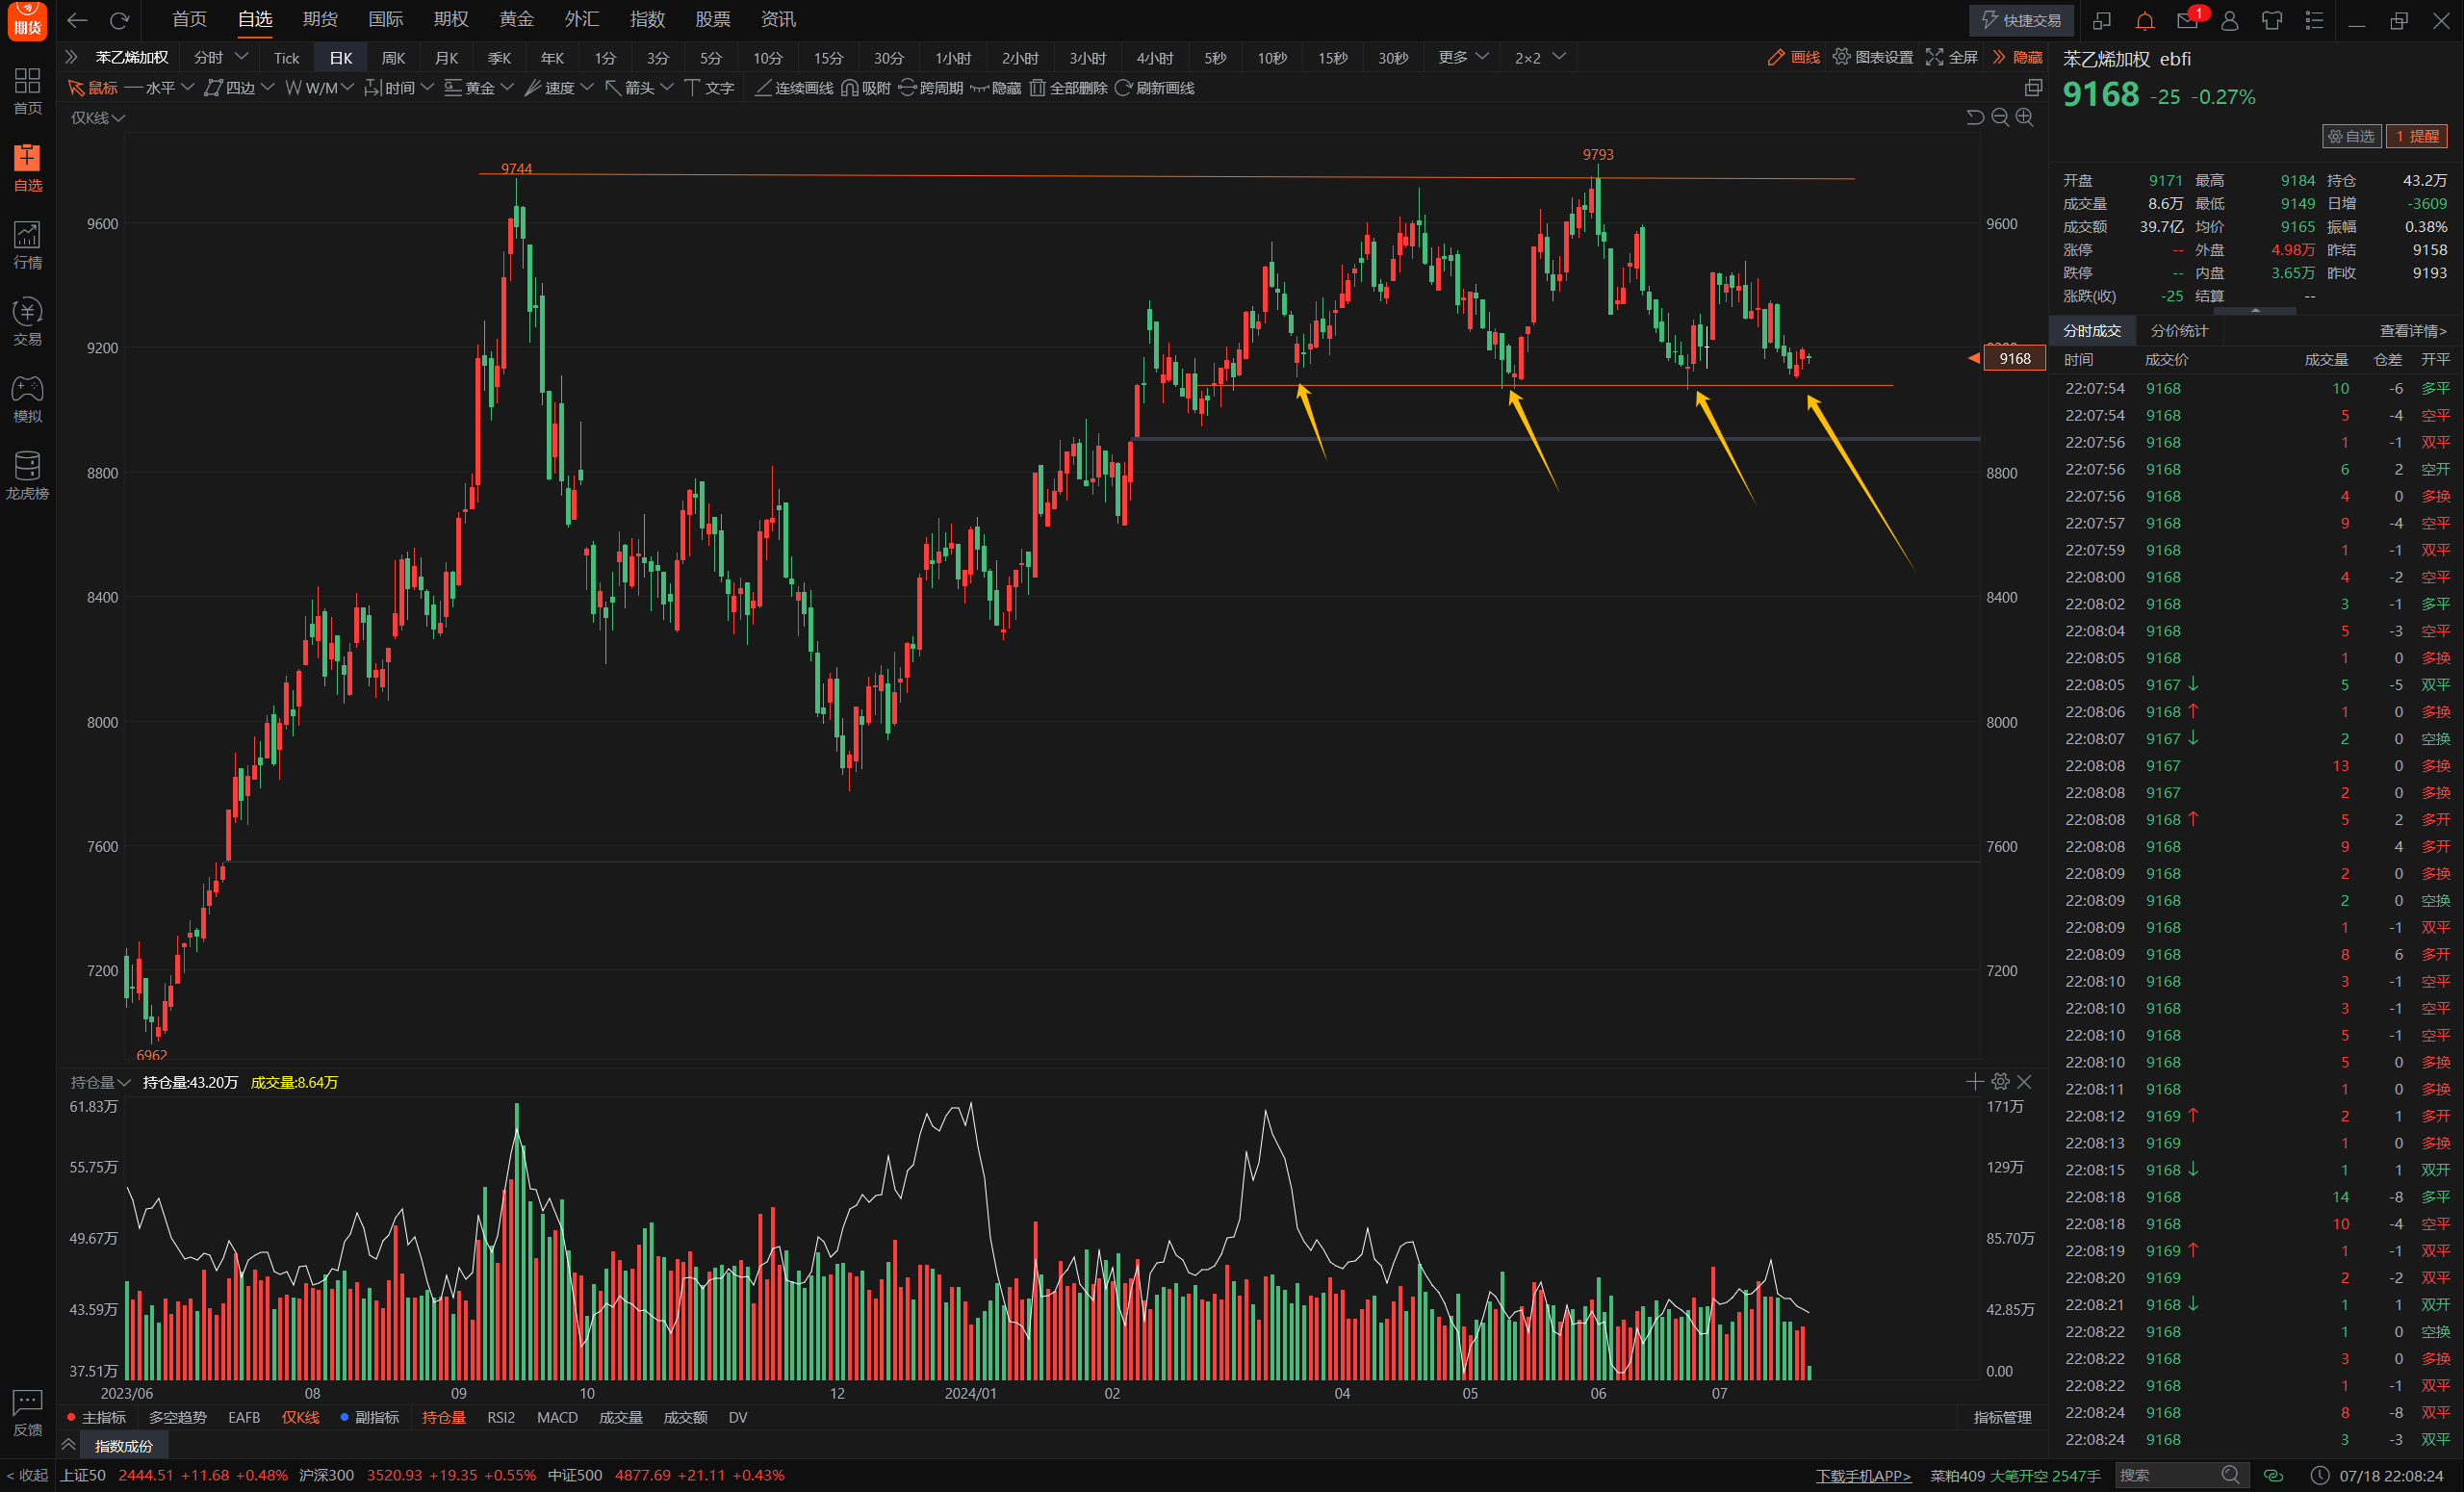 期货
首页 自选 期货 国际 期权 黄金 外汇 指数 股票 资讯 快捷交易 1
苯乙烯加权 分时 Tick 日K 周K 月K 季K 年K 1分 3分 5分 10分 15分 30分 1小时 2小时 3小时 4小时 5秒 10秒 15秒 30秒 更多 2×2 画线 图表设置 全屏 隐藏
鼠标 水平 四边 W/M 时间 黄金 速度 箭头 文字 连续画线 吸附 跨周期 隐藏 全部删除 刷新画线
首页
自选
行情
交易
模拟
龙虎榜
反馈
< 收起
仅K线
9744
9793
9600 9600
9200
9168
8800 8800
8400 8400
8000 8000
7600 7600
7200 7200
6962
持仓量 持仓量:43.20万 成交量:8.64万
61.83万 171万
55.75万 129万
49.67万 85.70万
43.59万 42.85万
37.51万 0.00
2023/06 08 09 10 12 2024/01 02 04 05 06 07
主指标 多空趋势 EAFB 仅K线 副指标 持仓量 RSI2 MACD 成交量 成交额 DV 指标管理
指数成份
苯乙烯加权 ebfi
9168 -25 -0.27%
自选 1 提醒
开盘 9171 最高 9184 持仓 43.2万
成交量 8.6万 最低 9149 日增 -3609
成交额 39.7亿 均价 9165 振幅 0.38%
涨停 -- 外盘 4.98万 昨结 9158
跌停 -- 内盘 3.65万 昨收 9193
涨跌(收) -25 结算 --
分时成交 分价统计 查看详情>
时间 成交价 成交量 仓差 开平
22:07:54 9168 10 -6 多平
22:07:54 9168 5 -4 空平
22:07:56 9168 1 -1 双平
22:07:56 9168 6 2 空开
22:07:56 9168 4 0 多换
22:07:57 9168 9 -4 空平
22:07:59 9168 1 -1 双平
22:08:00 9168 4 -2 空平
22:08:02 9168 3 -1 多平
22:08:04 9168 5 -3 空平
22:08:05 9168 1 0 多换
22:08:05 9167 ↓ 5 -5 双平
22:08:06 9168 ↑ 1 0 多换
22:08:07 9167 ↓ 2 0 空换
22:08:08 9167 13 0 多换
22:08:08 9167 2 0 多换
22:08:08 9168 ↑ 5 2 多开
22:08:08 9168 9 4 多开
22:08:09 9168 2 0 多换
22:08:09 9168 2 0 空换
22:08:09 9168 1 -1 双平
22:08:09 9168 8 6 多开
22:08:10 9168 3 -1 空平
22:08:10 9168 3 -1 空平
22:08:10 9168 5 -1 空平
22:08:10 9168 5 0 多换
22:08:11 9168 1 0 多换
22:08:12 9169 ↑ 2 1 多开
22:08:13 9169 1 0 多换
22:08:15 9168 ↓ 1 1 双开
22:08:18 9168 14 -8 多平
22:08:18 9168 10 -4 空平
22:08:19 9169 ↑ 1 -1 双平
22:08:20 9169 2 -2 双平
22:08:21 9168 ↓ 1 1 双开
22:08:22 9168 1 0 空换
22:08:22 9168 3 0 多换
22:08:22 9168 1 -1 双平
22:08:24 9168 8 -8 双平
22:08:24 9168 3 -3 双平
上证50 2444.51 +11.68 +0.48% 沪深300 3520.93 +19.35 +0.55% 中证500 4877.69 +21.11 +0.43% 下载手机APP> 菜粕409 大笔开空 2547手 搜索 07/18 22:08:24